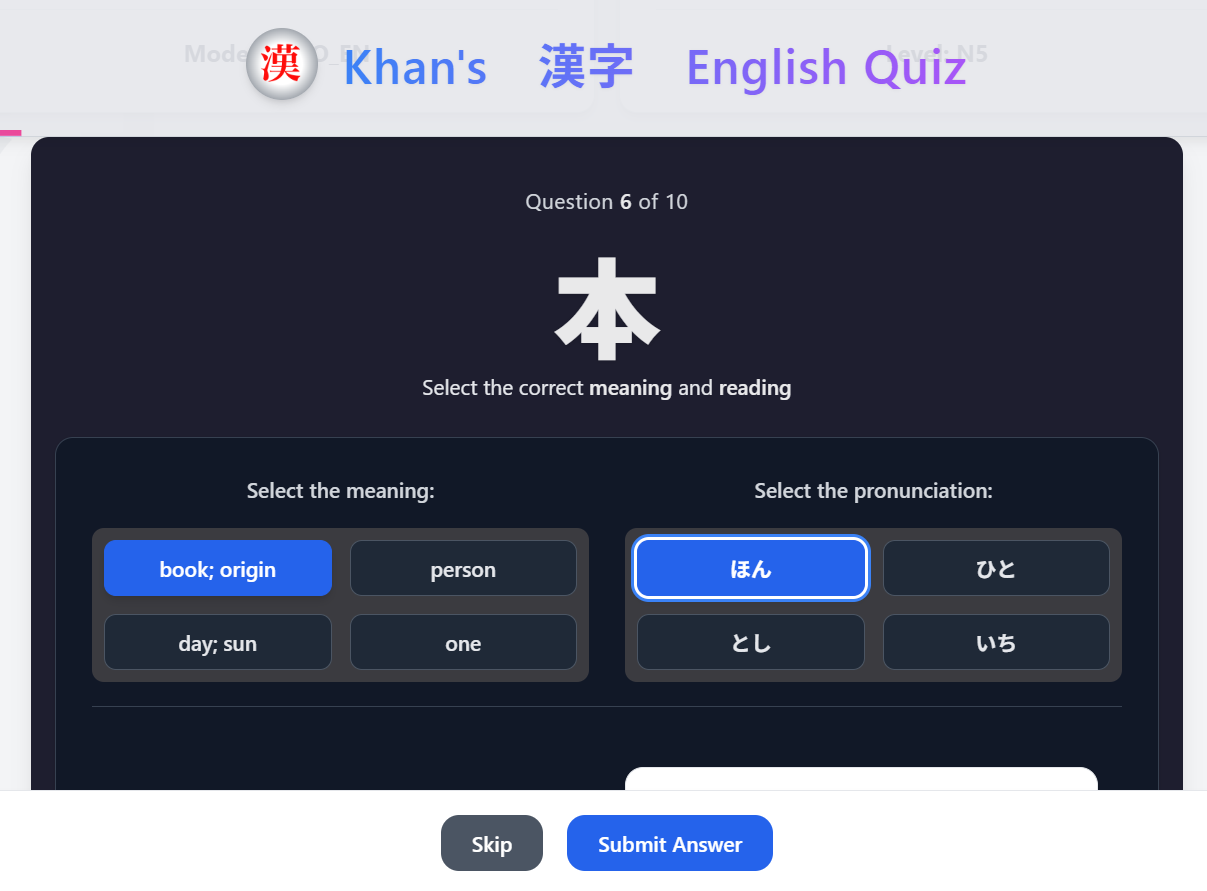 漢 Khan's 漢字 English Quiz
Level: N5
Question 6 of 10
本
Select the correct meaning and reading
Select the meaning:
book; origin
person
day; sun
one
Select the pronunciation:
ほん
ひと
とし
いち
Skip
Submit Answer